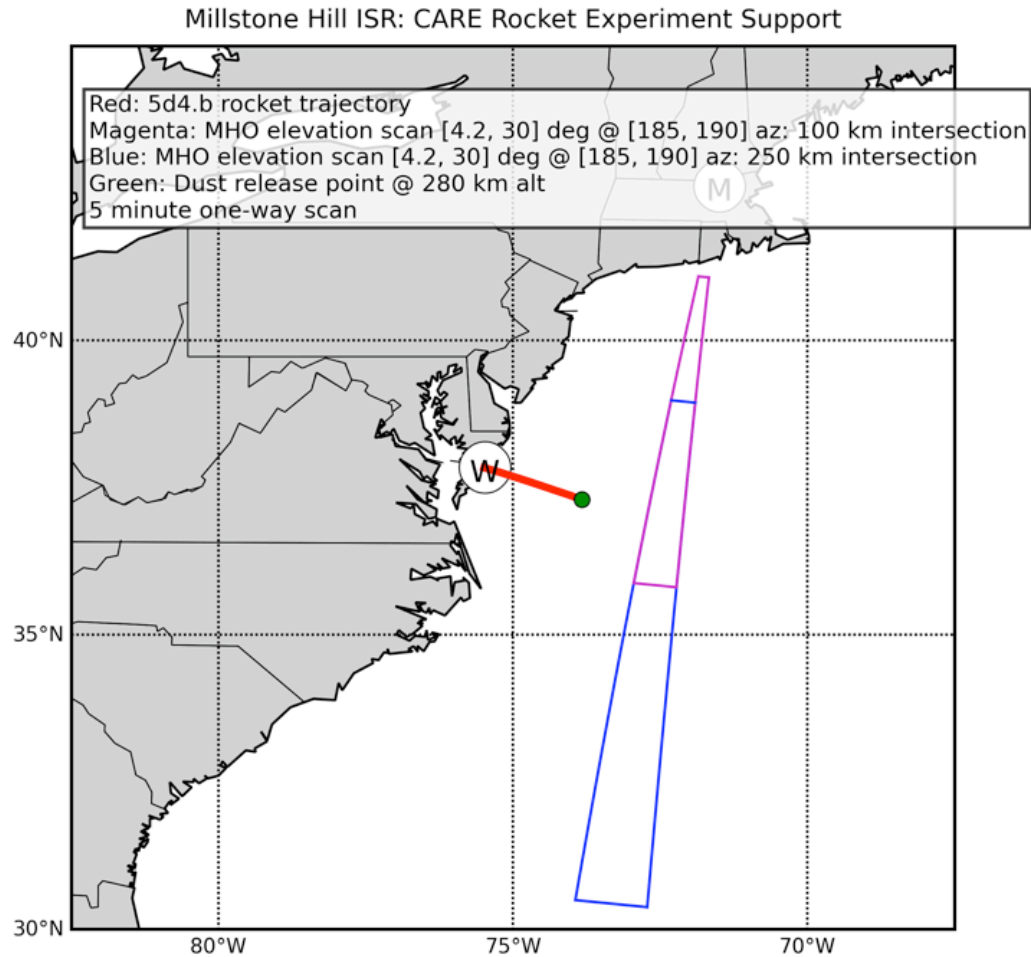 Millstone Hill ISR: CARE Rocket Experiment Support
Red: 5d4.b rocket trajectory
Magenta: MHO elevation scan [4.2, 30] deg @ [185, 190] az: 100 km intersection
Blue: MHO elevation scan [4.2, 30] deg @ [185, 190] az: 250 km intersection
Green: Dust release point @ 280 km alt
5 minute one-way scan
M
40°N
W
35°N
30°N
80°W 75°W 70°W